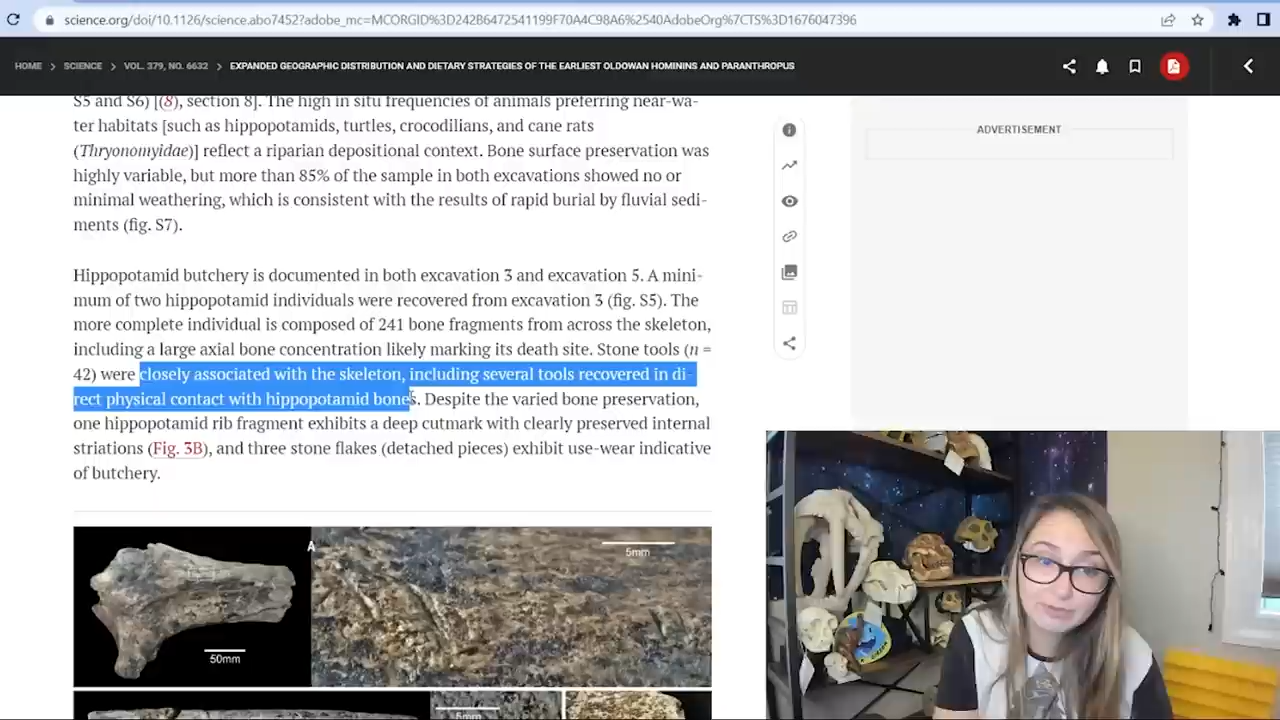 science.org/doi/10.1126/science.abo7452?adobe_mc=MCORGID%3D242B6472541199F70A4C98A6%2540AdobeOrg%7CTS%3D1676047396
HOME > SCIENCE > VOL. 379, NO. 6632 > EXPANDED GEOGRAPHIC DISTRIBUTION AND DIETARY STRATEGIES OF THE EARLIEST OLDOWAN HOMININS AND PARANTHROPUS
S5 and S6) [(8), section 8]. The high in situ frequencies of animals preferring near-wa-
ter habitats [such as hippopotamids, turtles, crocodilians, and cane rats
(Thryonomyidae)] reflect a riparian depositional context. Bone surface preservation was
highly variable, but more than 85% of the sample in both excavations showed no or
minimal weathering, which is consistent with the results of rapid burial by fluvial sedi-
ments (fig. S7).
Hippopotamid butchery is documented in both excavation 3 and excavation 5. A mini-
mum of two hippopotamid individuals were recovered from excavation 3 (fig. S5). The
more complete individual is composed of 241 bone fragments from across the skeleton,
including a large axial bone concentration likely marking its death site. Stone tools (n =
42) were closely associated with the skeleton, including several tools recovered in di-
rect physical contact with hippopotamid bones. Despite the varied bone preservation,
one hippopotamid rib fragment exhibits a deep cutmark with clearly preserved internal
striations (Fig. 3B), and three stone flakes (detached pieces) exhibit use-wear indicative
of butchery.
ADVERTISEMENT
A
5mm
50mm
5mm